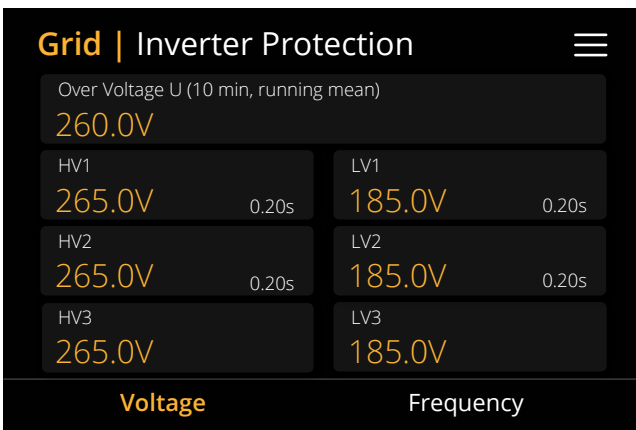 Grid | Inverter Protection
Over Voltage U (10 min, running mean)
260.0V
HV1
265.0V 0.20s
LV1
185.0V 0.20s
HV2
265.0V 0.20s
LV2
185.0V 0.20s
HV3
265.0V
LV3
185.0V
Voltage
Frequency